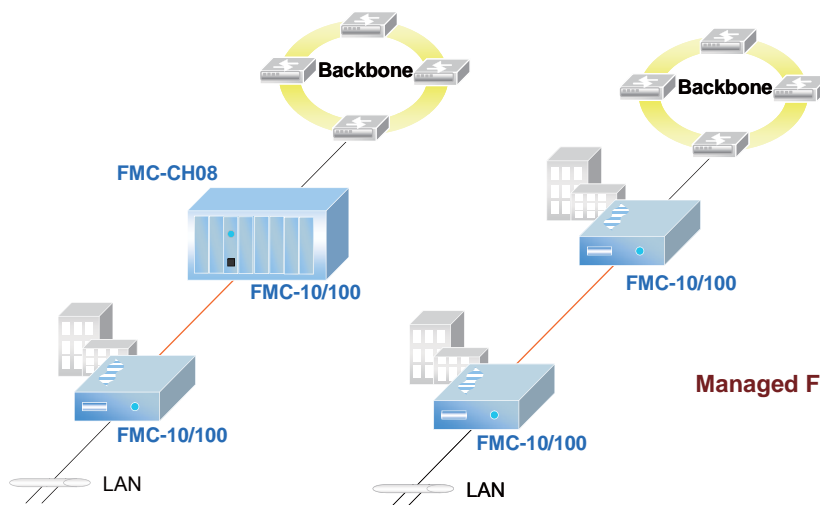 Backbone
Backbone
FMC-CH08
FMC-10/100
FMC-10/100
Managed F
FMC-10/100
FMC-10/100
LAN
LAN